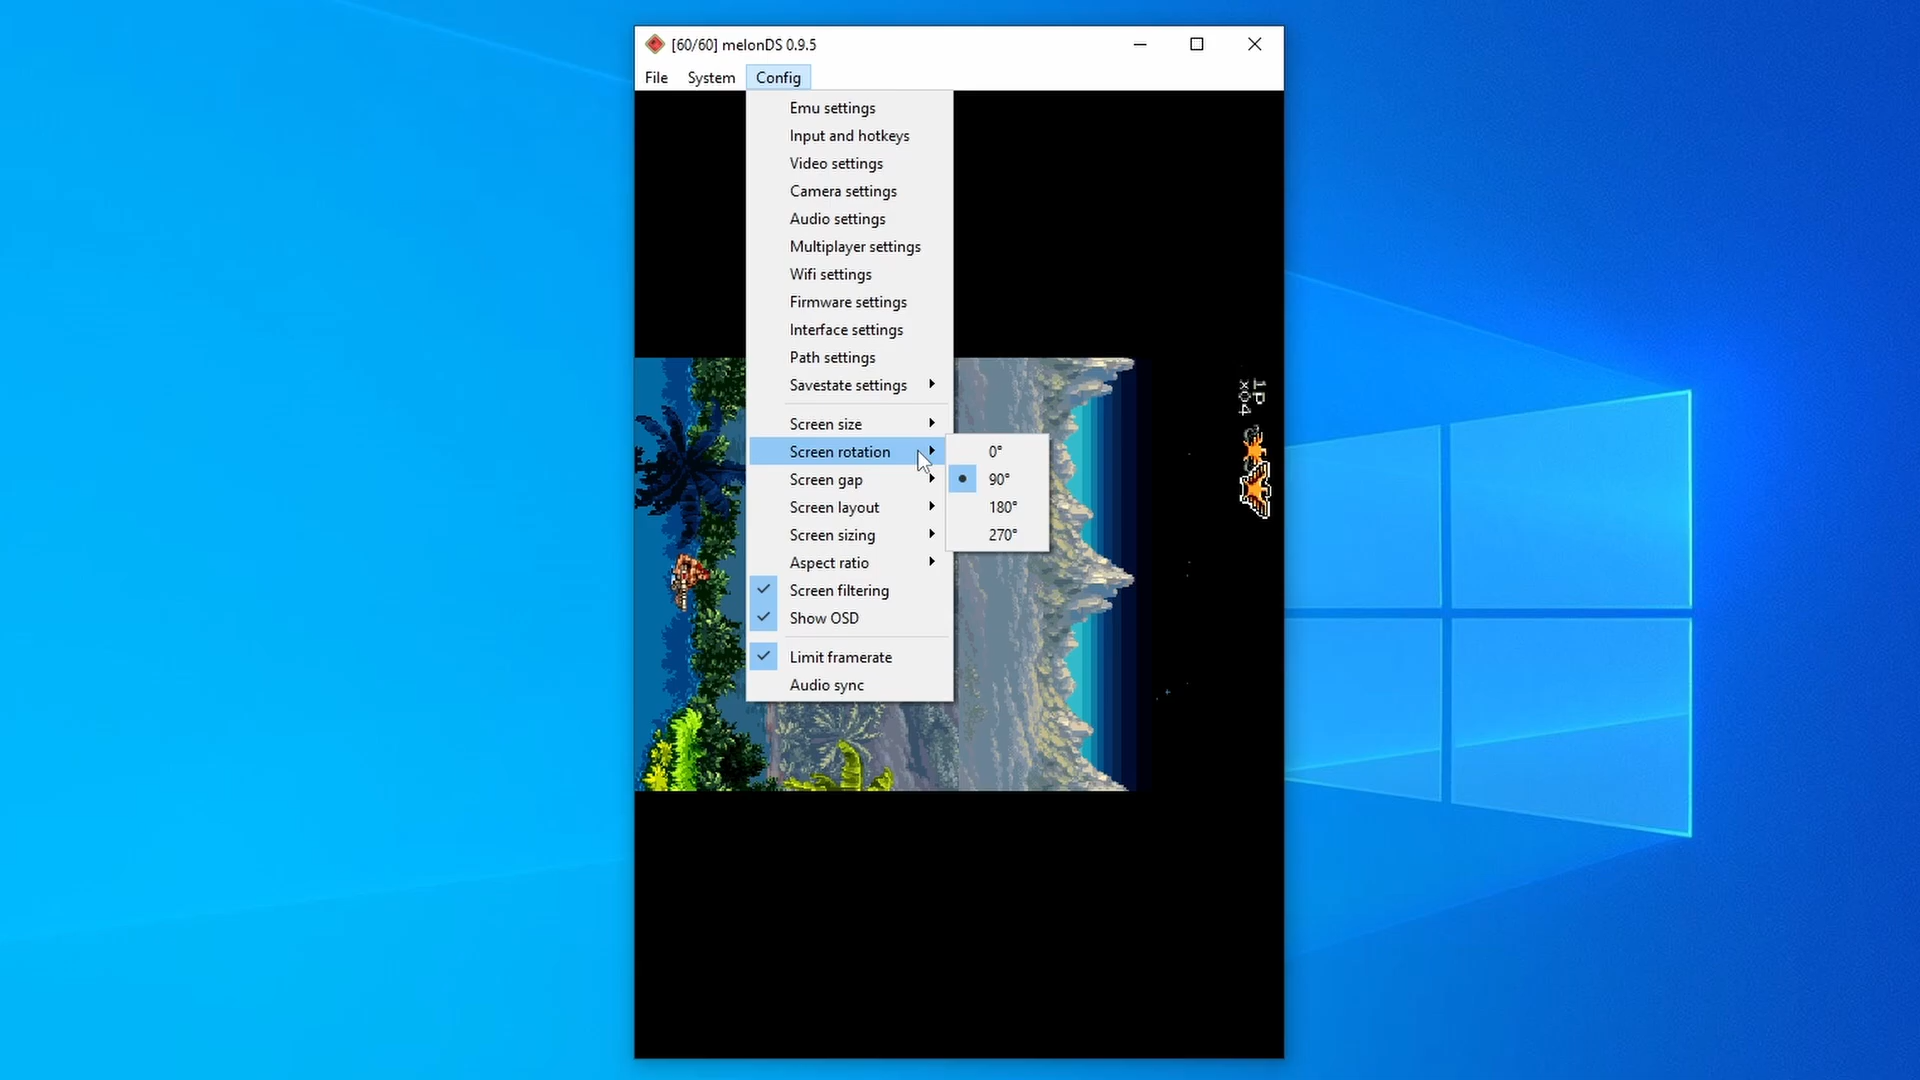 [60/60] melonDS 0.9.5
File System Config
Emu settings
Input and hotkeys
Video settings
Camera settings
Audio settings
Multiplayer settings
Wifi settings
Firmware settings
Interface settings
Path settings
Savestate settings
Screen size
Screen rotation
0°
90°
180°
270°
Screen gap
Screen layout
Screen sizing
Aspect ratio
Screen filtering
Show OSD
Limit framerate
Audio sync
1P
x04